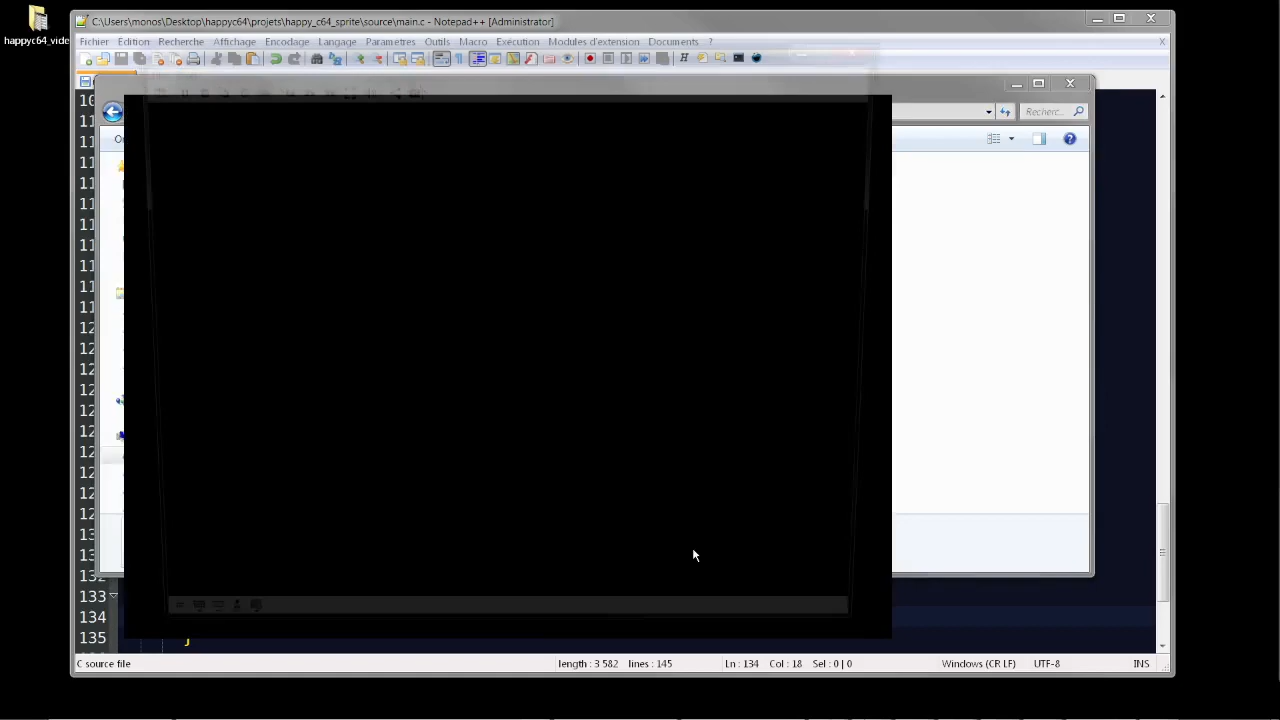 C:\Users\monos\Desktop\happyc64\projets\happy_c64_sprite\source\main.c - Notepad++ [Administrator]
happyc64_vide
Fichier Edition Recherche Affichage Encodage Langage Paramètres Outils Macro Exécution Modules d'extension Documents ?
Recherc...
132
133
134
135
C source file length : 3 582 lines : 145 Ln : 134 Col : 18 Sel : 0 | 0 Windows (CR LF) UTF-8 INS